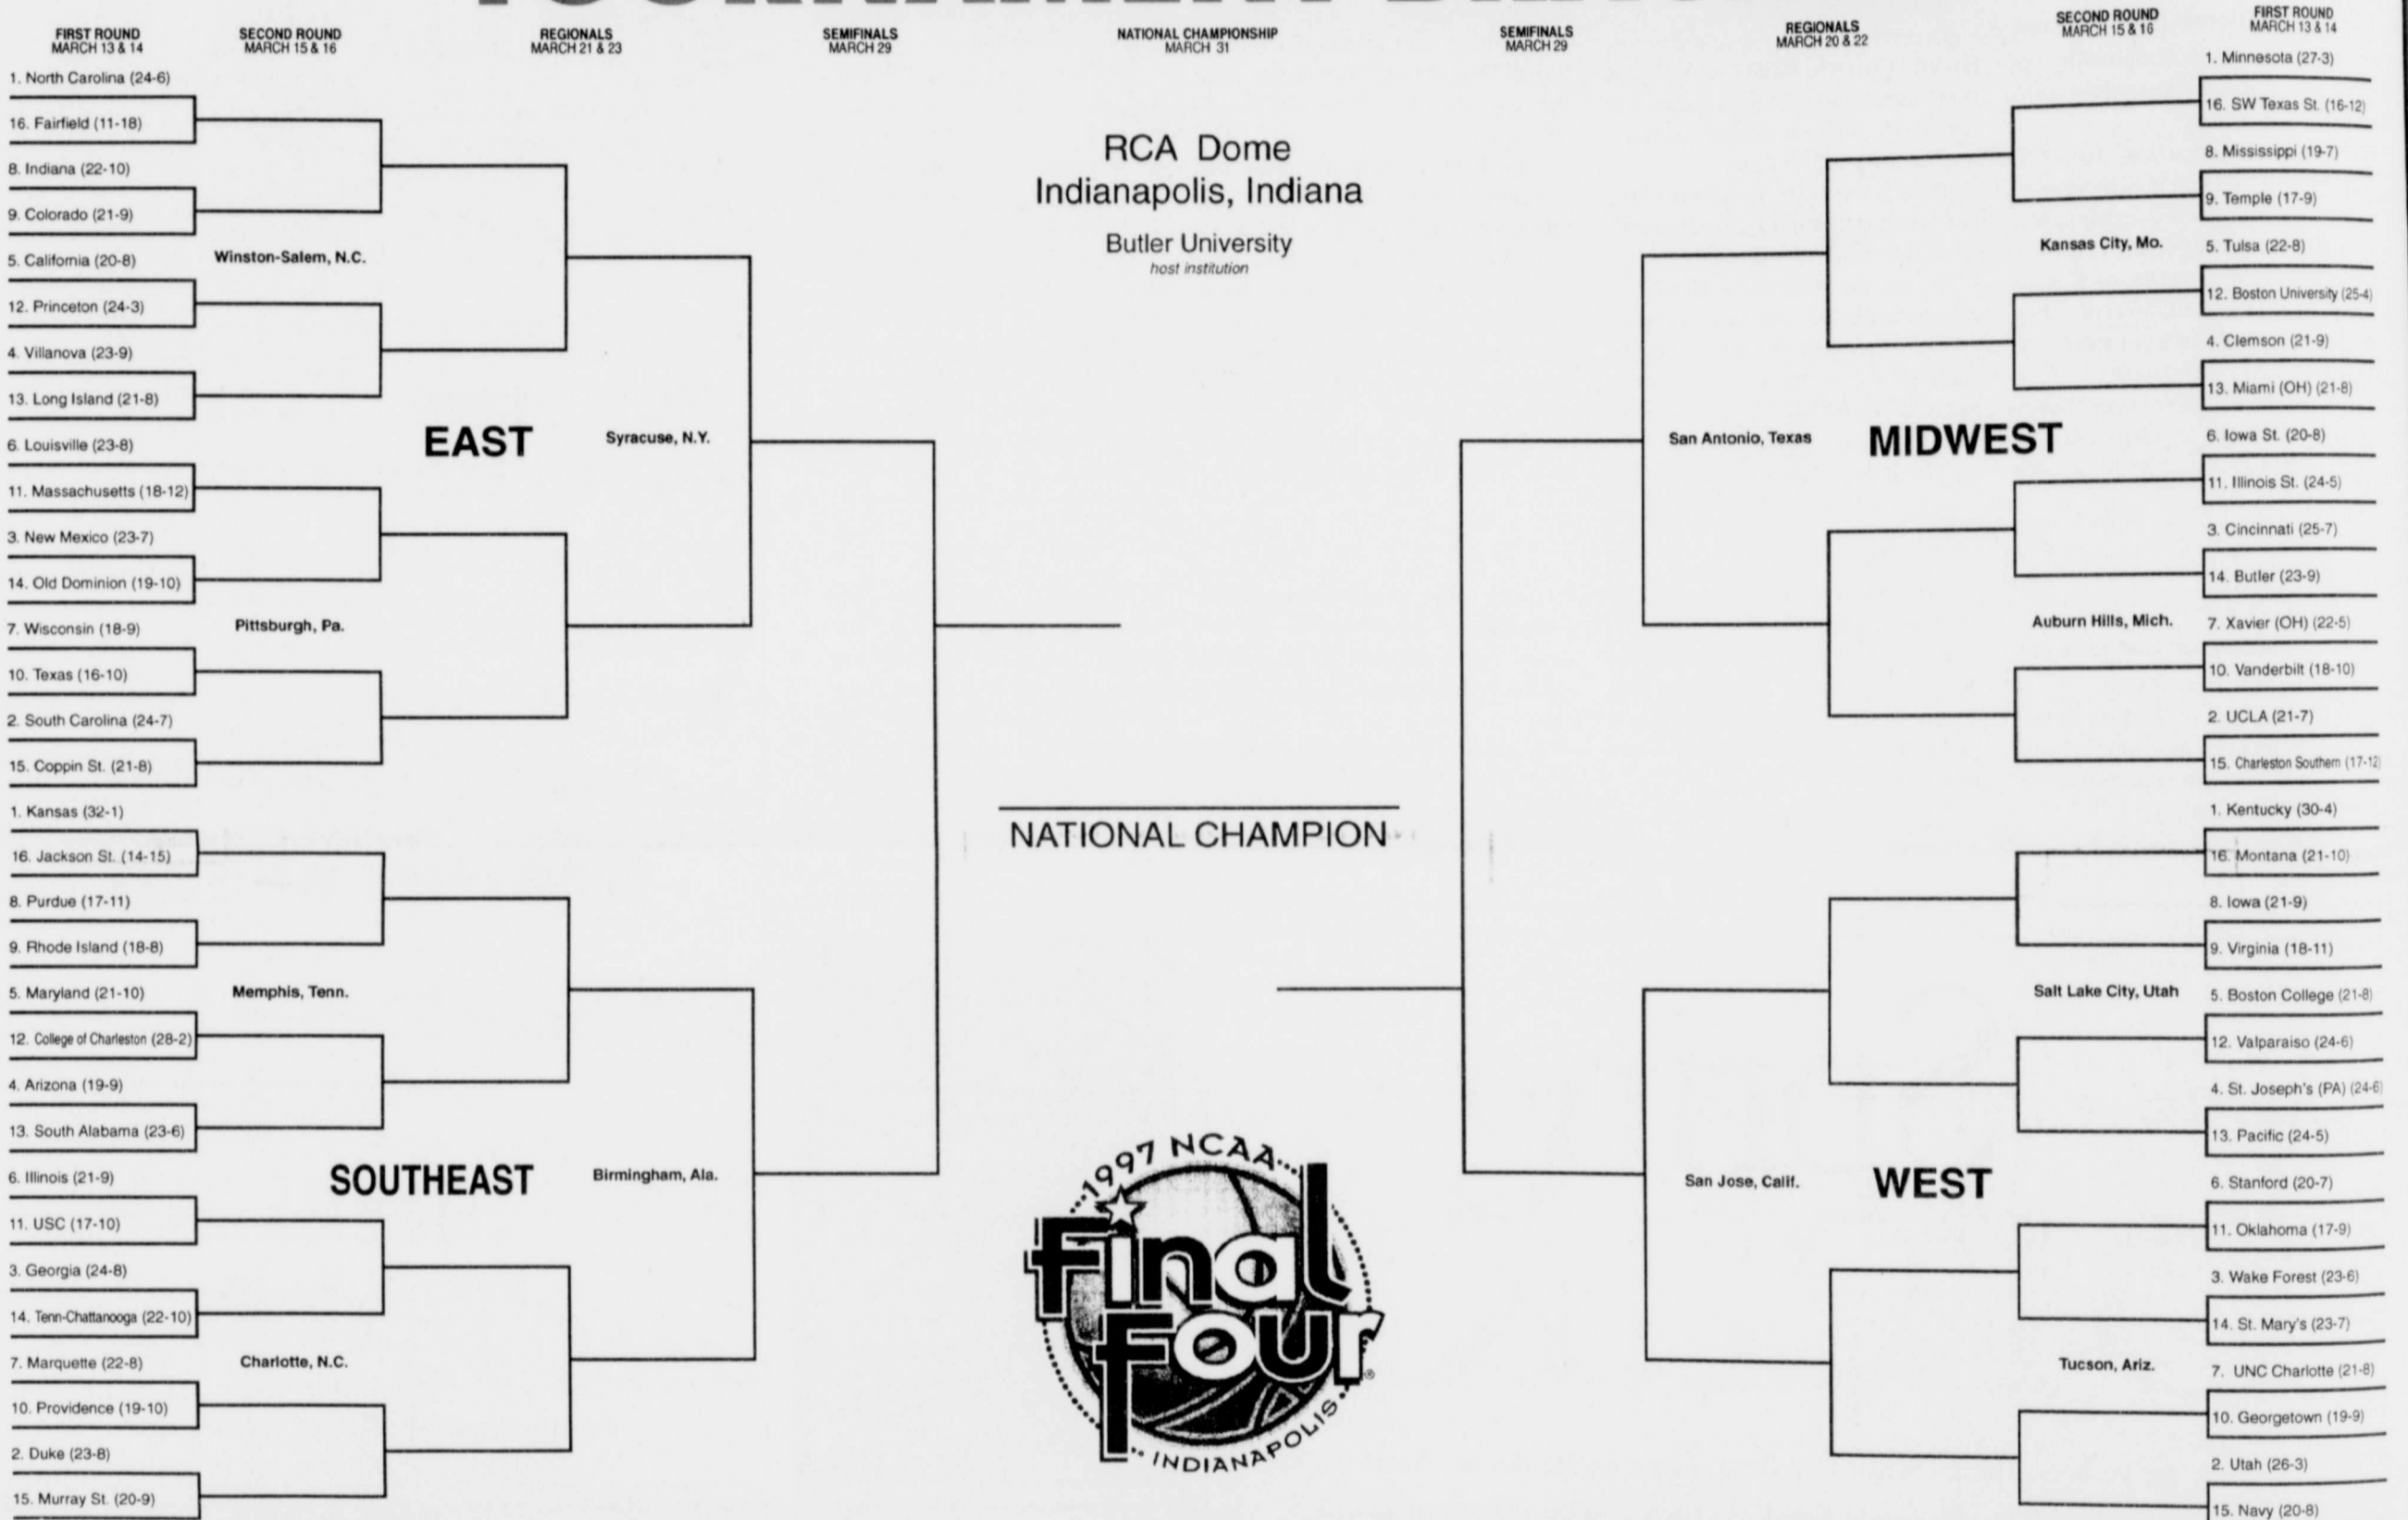 FIRST ROUND
MARCH 13 & 14
SECOND ROUND
MARCH 15 & 16
REGIONALS
MARCH 21 & 23
SEMIFINALS
MARCH 29
NATIONAL CHAMPIONSHIP
MARCH 31
SEMIFINALS
MARCH 29
REGIONALS
MARCH 20 & 22
SECOND ROUND
MARCH 15 & 16
FIRST ROUND
MARCH 13 & 14
1. North Carolina (24-6)
16. Fairfield (11-18)
8. Indiana (22-10)
9. Colorado (21-9)
Winston-Salem, N.C.
5. California (20-8)
12. Princeton (24-3)
4. Villanova (23-9)
13. Long Island (21-8)
EAST
Syracuse, N.Y.
6. Louisville (23-8)
11. Massachusetts (18-12)
3. New Mexico (23-7)
14. Old Dominion (19-10)
Pittsburgh, Pa.
7. Wisconsin (18-9)
10. Texas (16-10)
2. South Carolina (24-7)
15. Coppin St. (21-8)
1. Kansas (32-1)
16. Jackson St. (14-15)
8. Purdue (17-11)
9. Rhode Island (18-8)
Memphis, Tenn.
5. Maryland (21-10)
12. College of Charleston (28-2)
4. Arizona (19-9)
13. South Alabama (23-6)
SOUTHEAST
Birmingham, Ala.
6. Illinois (21-9)
11. USC (17-10)
3. Georgia (24-8)
14. Tenn-Chattanooga (22-10)
Charlotte, N.C.
7. Marquette (22-8)
10. Providence (19-10)
2. Duke (23-8)
15. Murray St. (20-9)
RCA Dome
Indianapolis, Indiana
Butler University
host institution
NATIONAL CHAMPION
1997 NCAA
Final
Four
®
INDIANAPOLIS
1. Minnesota (27-3)
16. SW Texas St. (16-12)
8. Mississippi (19-7)
9. Temple (17-9)
Kansas City, Mo.
5. Tulsa (22-8)
12. Boston University (25-4)
4. Clemson (21-9)
13. Miami (OH) (21-8)
San Antonio, Texas
MIDWEST
6. Iowa St. (20-8)
11. Illinois St. (24-5)
3. Cincinnati (25-7)
14. Butler (23-9)
Auburn Hills, Mich.
7. Xavier (OH) (22-5)
10. Vanderbilt (18-10)
2. UCLA (21-7)
15. Charleston Southern (17-12)
1. Kentucky (30-4)
16. Montana (21-10)
8. Iowa (21-9)
9. Virginia (18-11)
Salt Lake City, Utah
5. Boston College (21-8)
12. Valparaiso (24-6)
4. St. Joseph's (PA) (24-6)
13. Pacific (24-5)
San Jose, Calif.
WEST
6. Stanford (20-7)
11. Oklahoma (17-9)
3. Wake Forest (23-6)
14. St. Mary's (23-7)
Tucson, Ariz.
7. UNC Charlotte (21-8)
10. Georgetown (19-9)
2. Utah (26-3)
15. Navy (20-8)